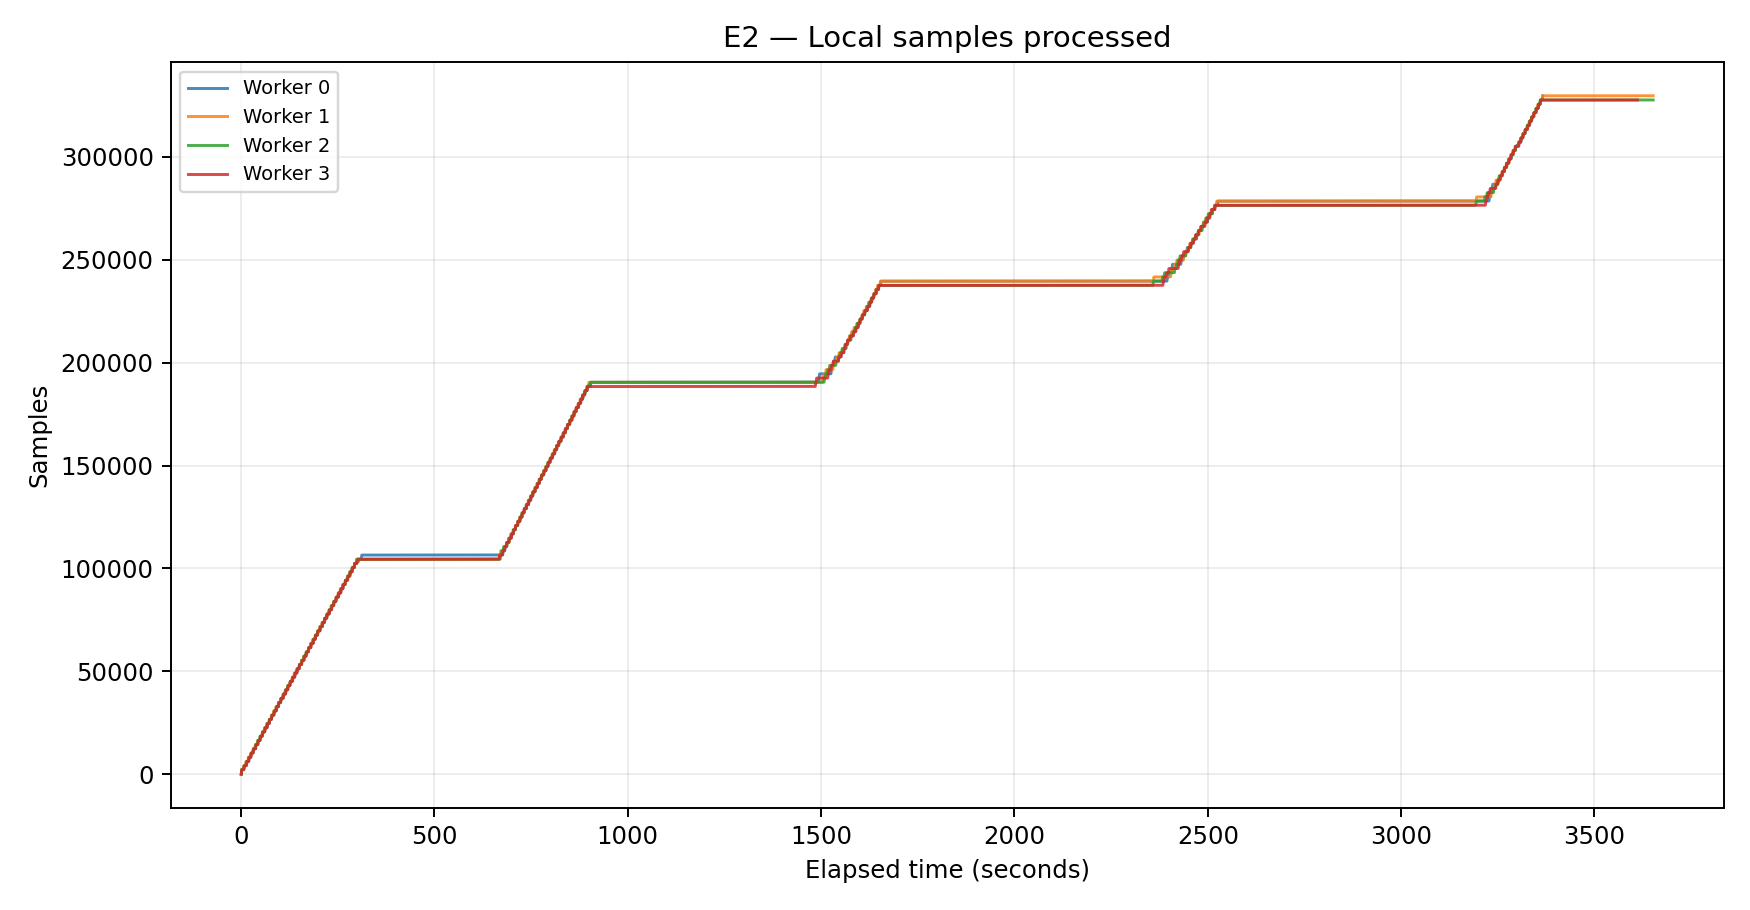 E2 — Local samples processed
Worker 0
Worker 1
Worker 2
Worker 3
300000
250000
200000
150000
100000
50000
0
Samples
0 500 1000 1500 2000 2500 3000 3500
Elapsed time (seconds)